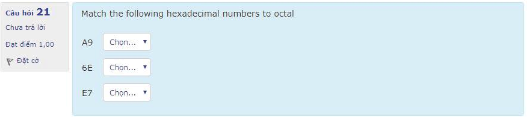 Câu hỏi 21
Chưa trả lời
Đạt điểm 1,00
Đặt cờ
Match the following hexadecimal numbers to octal
A9 Chọn...
6E Chọn...
E7 Chọn...